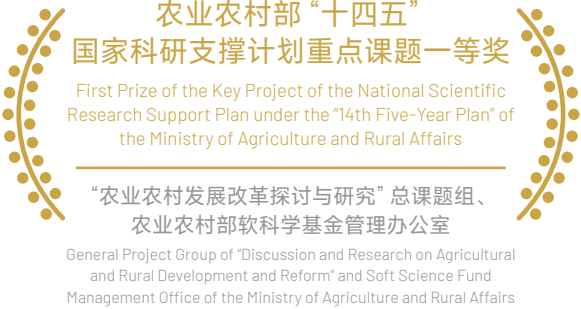 农业农村部 “十四五”
国家科研支撑计划重点课题一等奖
First Prize of the Key Project of the National Scientific
Research Support Plan under the “14th Five-Year Plan” of
the Ministry of Agriculture and Rural Affairs
“农业农村发展改革探讨与研究” 总课题组、
农业农村部软科学基金管理办公室
General Project Group of “Discussion and Research on Agricultural
and Rural Development and Reform” and Soft Science Fund
Management Office of the Ministry of Agriculture and Rural Affairs